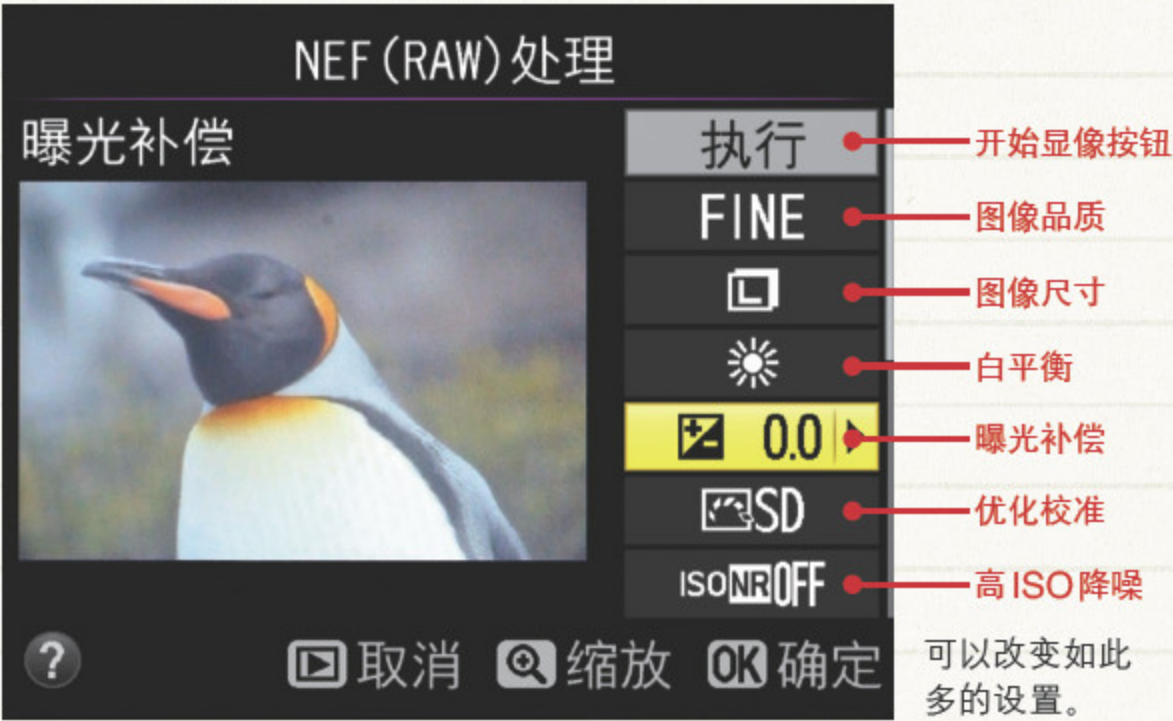 NEF(RAW)处理
曝光补偿
执行
开始显像按钮
FINE
图像品质
L
图像尺寸
白平衡
0.0
曝光补偿
SD
优化校准
ISO NR OFF
高ISO降噪
? 取消 缩放 OK 确定
可以改变如此
多的设置。